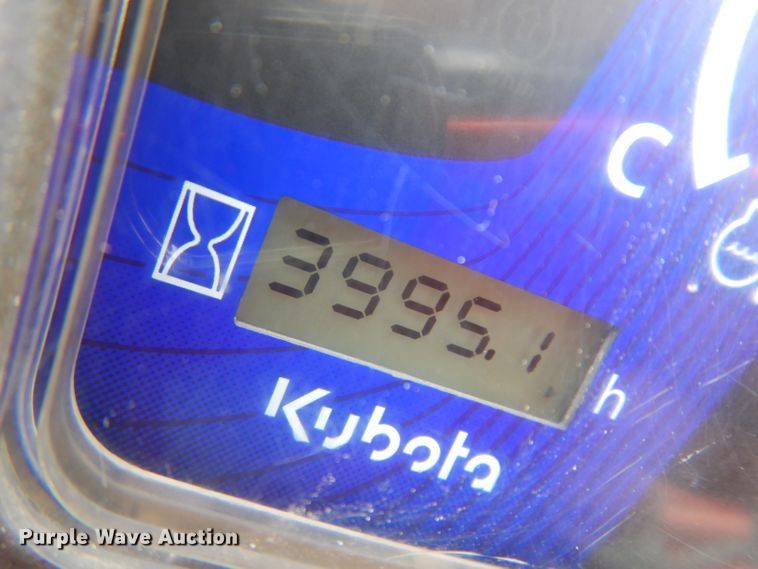 C
3995.1
h
Kubota
Purple Wave Auction